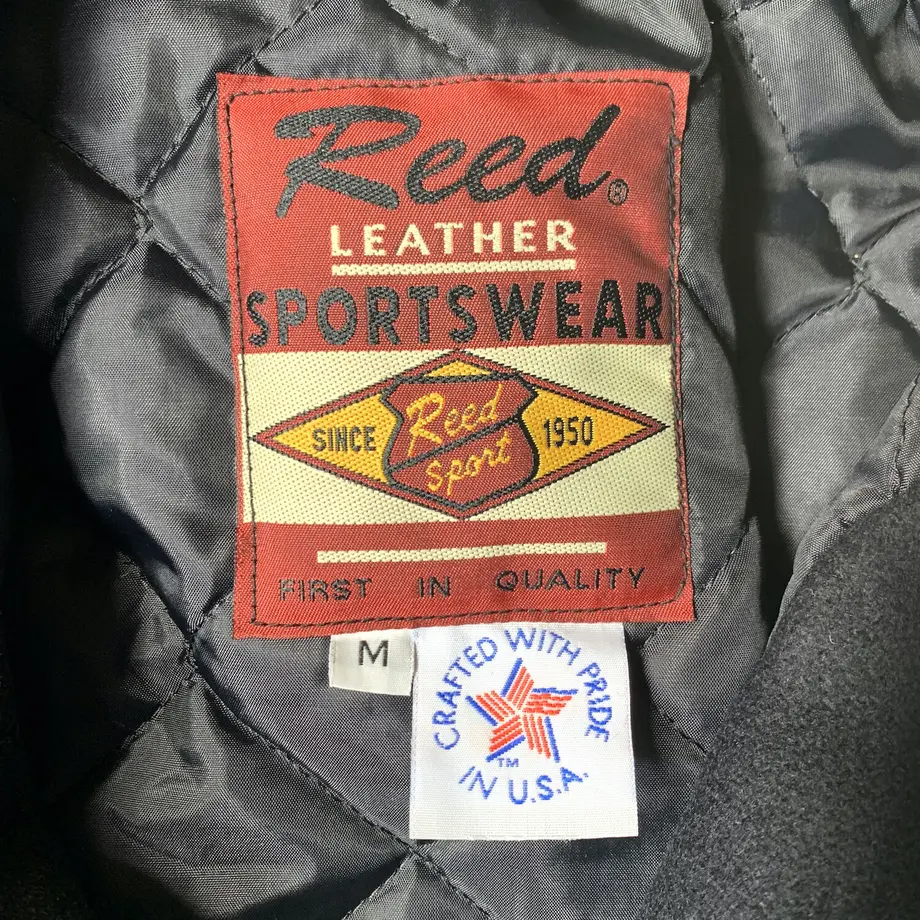 Reed®
LEATHER
SPORTSWEAR
SINCE
Reed
Sport
1950
FIRST IN QUALITY
M
CRAFTED WITH PRIDE
TM
IN U.S.A.